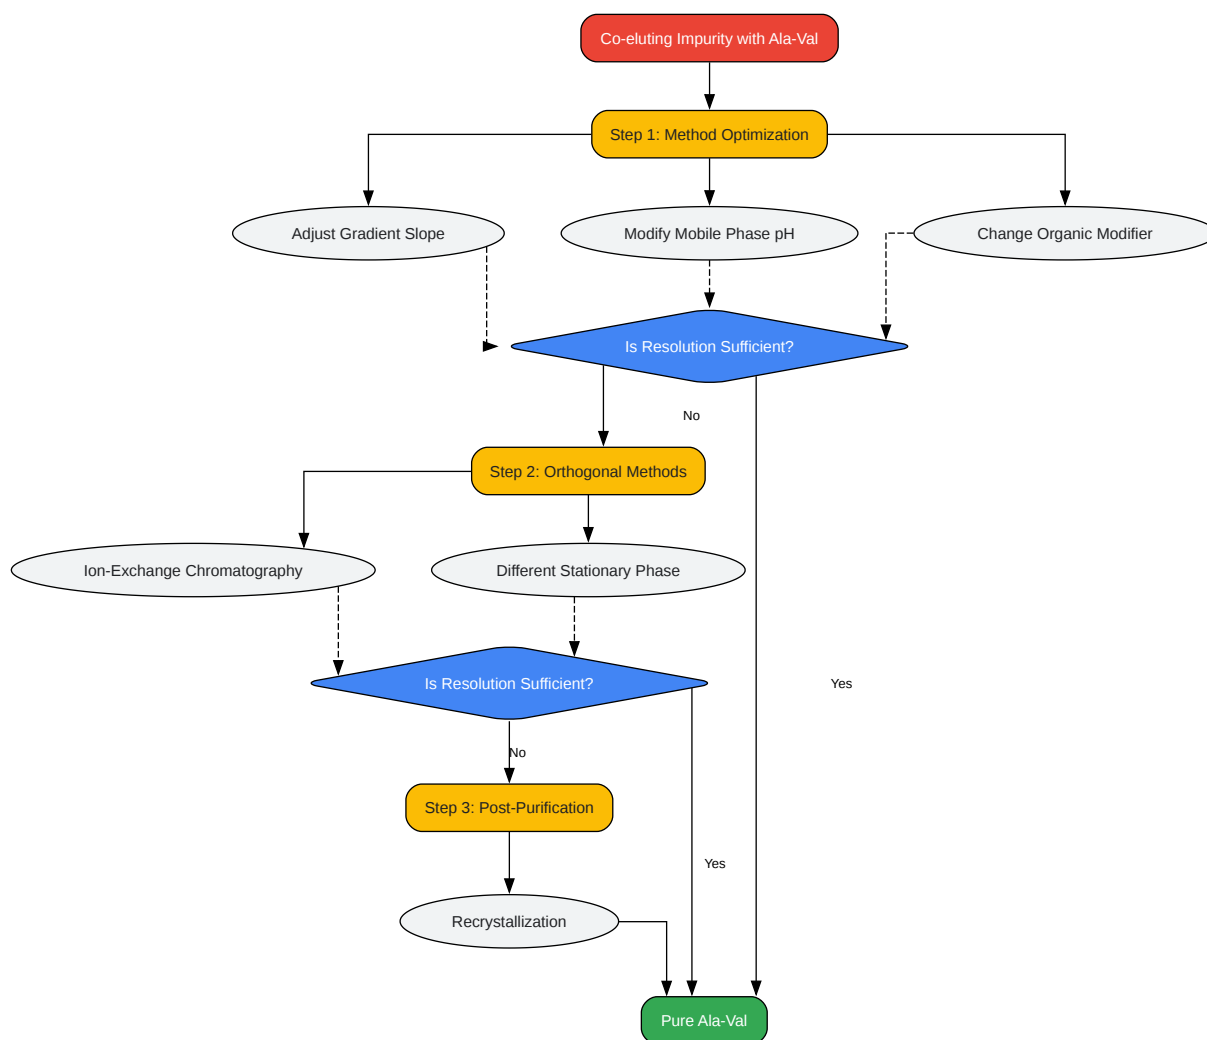 Co-eluting Impurity with Ala-Val
Step 1: Method Optimization
Adjust Gradient Slope
Modify Mobile Phase pH
Change Organic Modifier
Is Resolution Sufficient?
No
Step 2: Orthogonal Methods
Ion-Exchange Chromatography
Different Stationary Phase
Is Resolution Sufficient?
Yes
No
Step 3: Post-Purification
Yes
Recrystallization
Pure Ala-Val